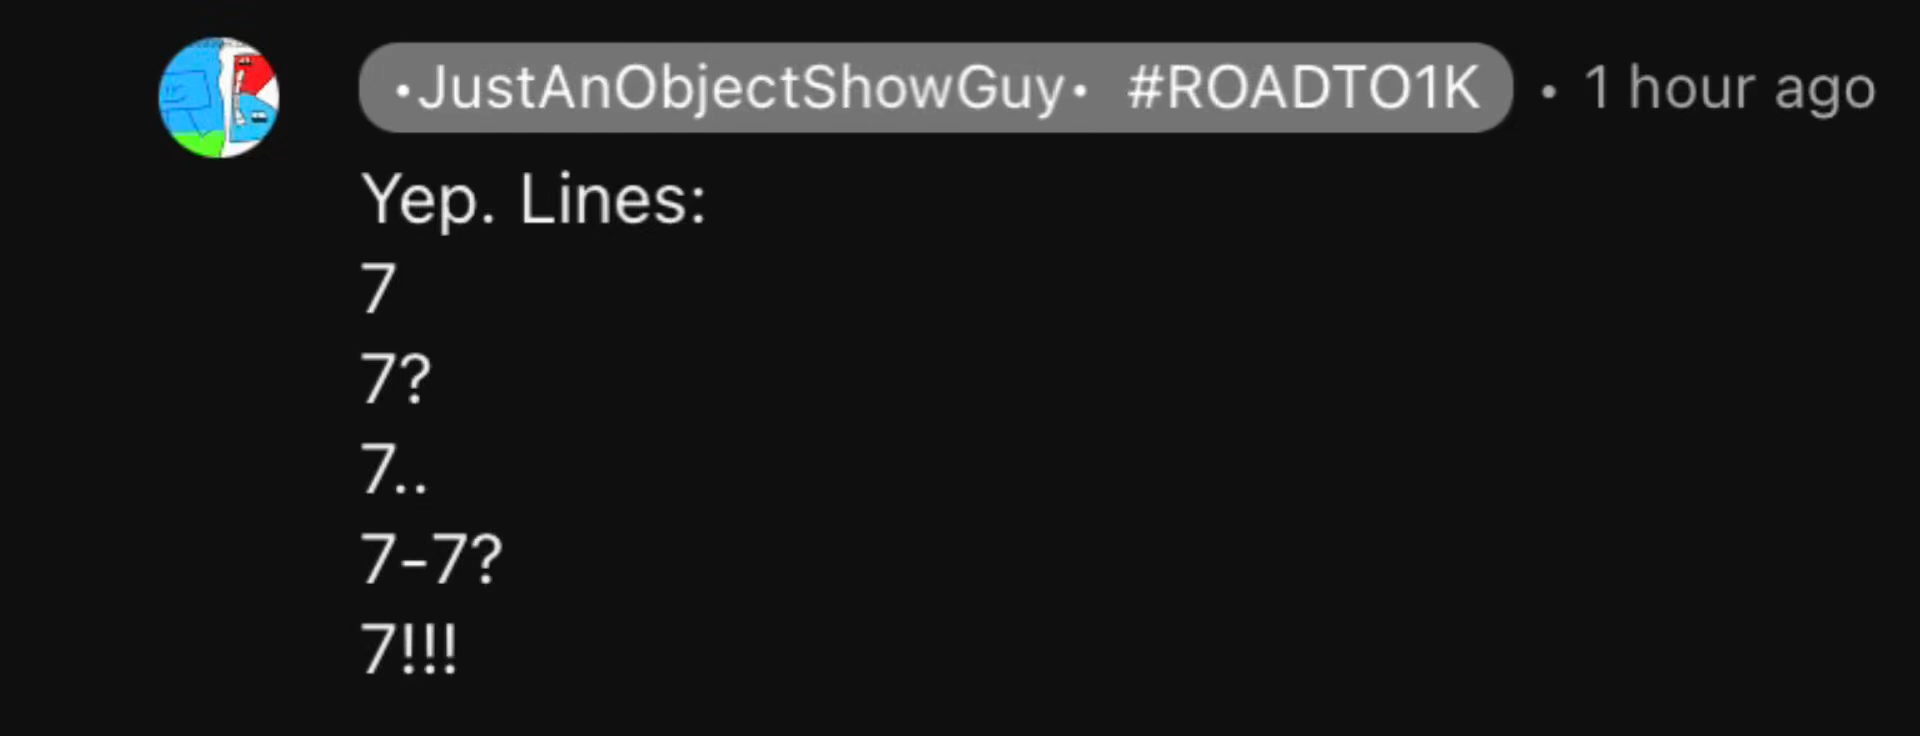 •JustAnObjectShowGuy• #ROADTO1K • 1 hour ago
Yep. Lines:
7
7?
7..
7-7?
7!!!